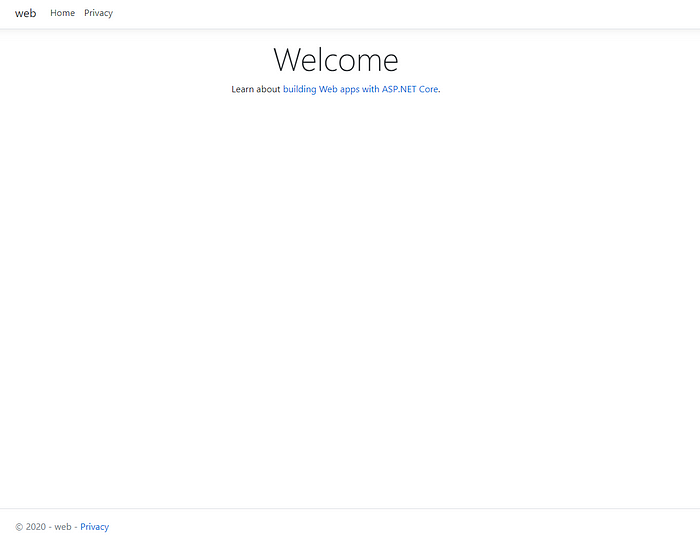 web Home Privacy
Welcome
Learn about building Web apps with ASP.NET Core.
© 2020 - web - Privacy